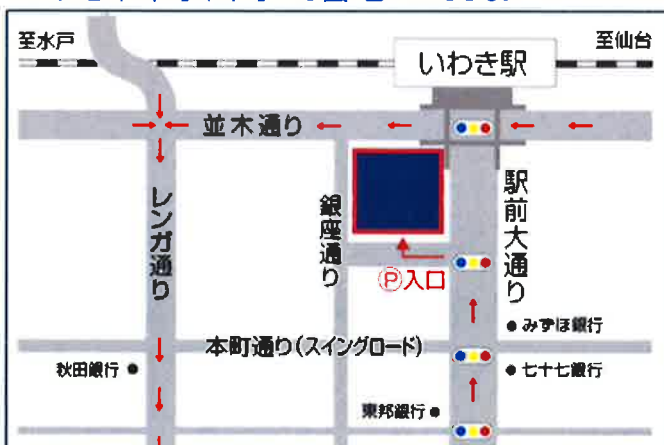 至水戸
いわき駅
至仙台
並木通り
レンガ通り
銀座通り
駅前大通り
Ⓟ入口
みずほ銀行
本町通り(スイングロード)
秋田銀行
七十七銀行
東邦銀行